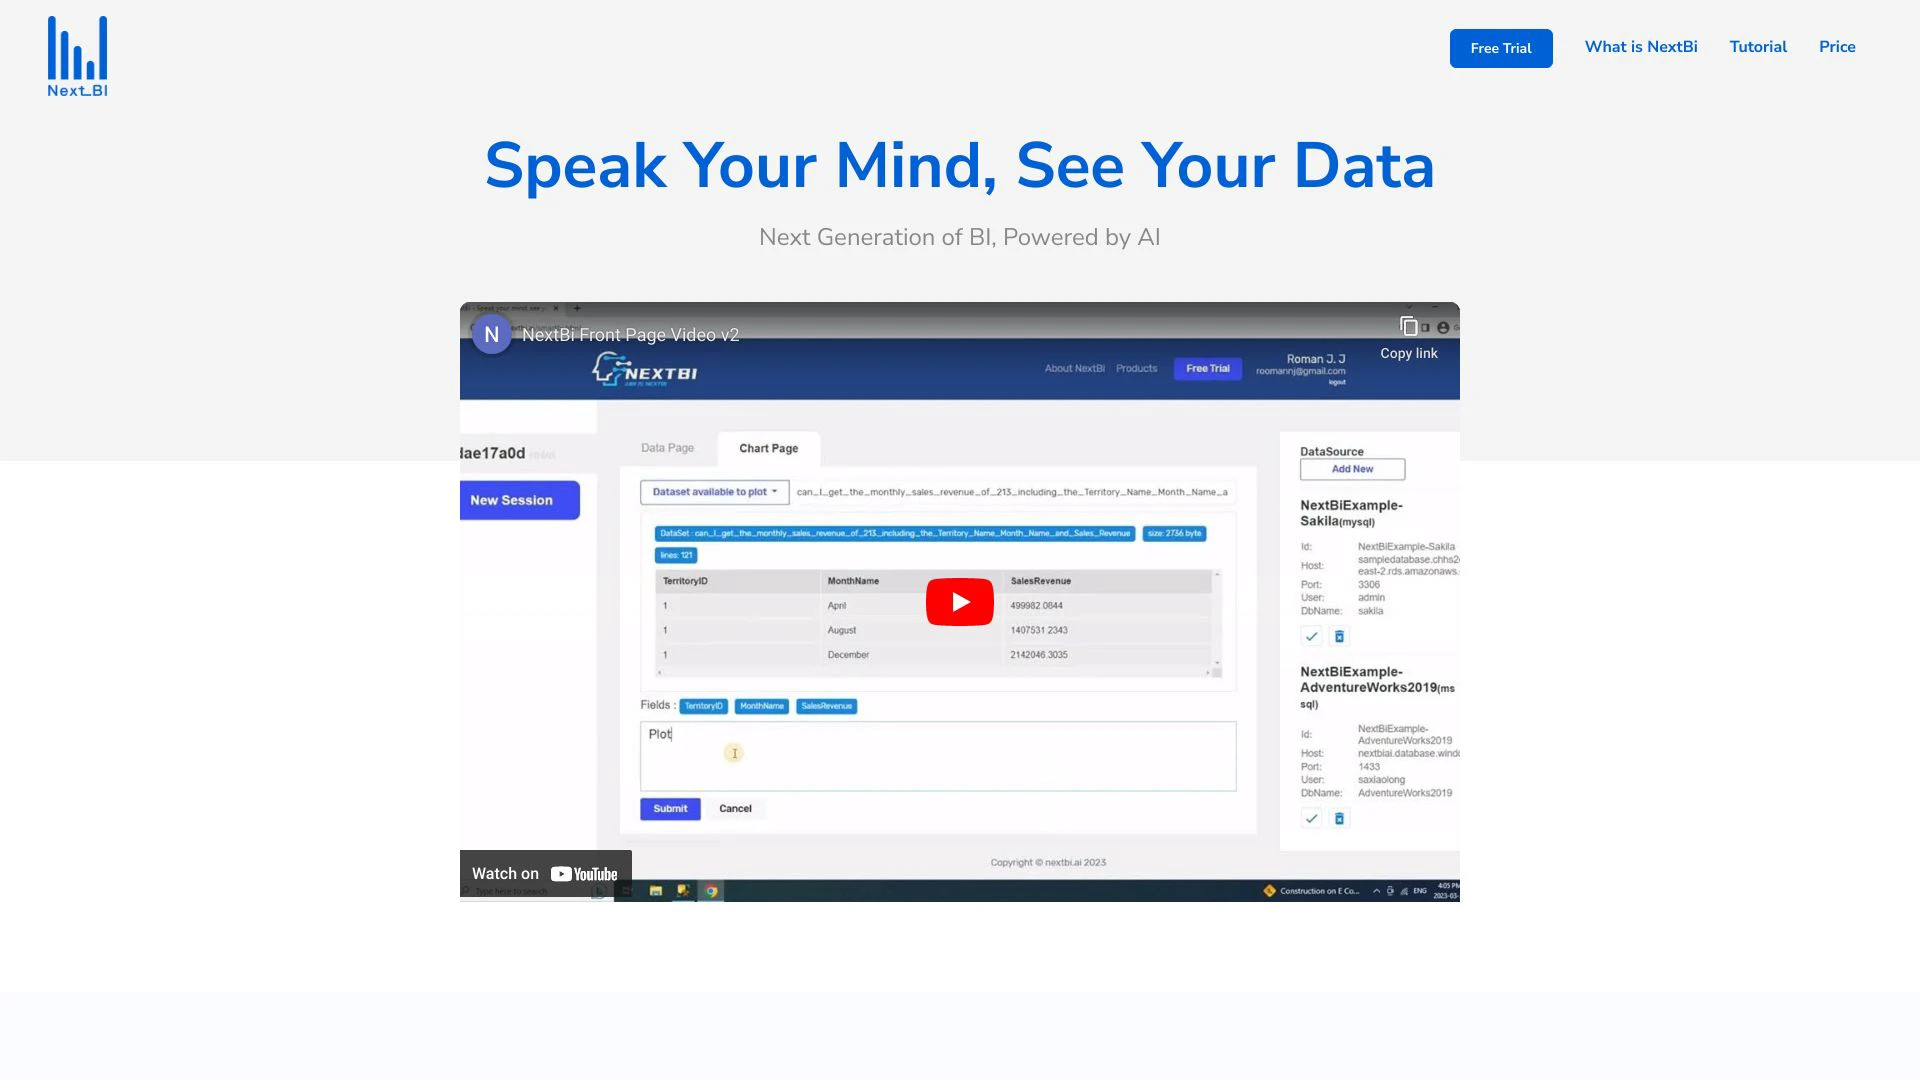 Next_BI
Free Trial
What is NextBi
Tutorial
Price
Speak Your Mind, See Your Data
Next Generation of BI, Powered by AI
N
NextBi Front Page Video v2
Copy link
NEXTBI
About NextBi
Products
Free Trial
Roman J. J
roomannj@gmail.com
logout
dae17a0d
New Session
Data Page
Chart Page
Dataset available to plot
can_I_get_the_monthly_sales_revenue_of_213_including_the_Territory_Name_Month_Name_a
DataSet : can_I_get_the_monthly_sales_revenue_of_213_including_the_Territory_Name_Month_Name_and_Sales_Revenue
size: 2736 byte
lines: 121
TerritoryID MonthName SalesRevenue
1 April 499982.0844
1 August 1407531.2343
1 December 2142046.3035
Fields : TerritoryID MonthName SalesRevenue
Plot
Submit
Cancel
Copyright © nextbi.ai 2023
DataSource
Add New
NextBiExample-
Sakila(mysql)
Id: NextBiExample-Sakila
Host: sampledatabase.chhs2
east-2.rds.amazonaws.
Port: 3306
User: admin
DbName: sakila
NextBiExample-
AdventureWorks2019(ms
sql)
Id: NextBiExample-
AdventureWorks2019
Host: nextbiai.database.windo
Port: 1433
User: saxiaolong
DbName: AdventureWorks2019
Watch on YouTube
Type here to search
Construction on E Co...
ENG
4:05 PM
2023-03-